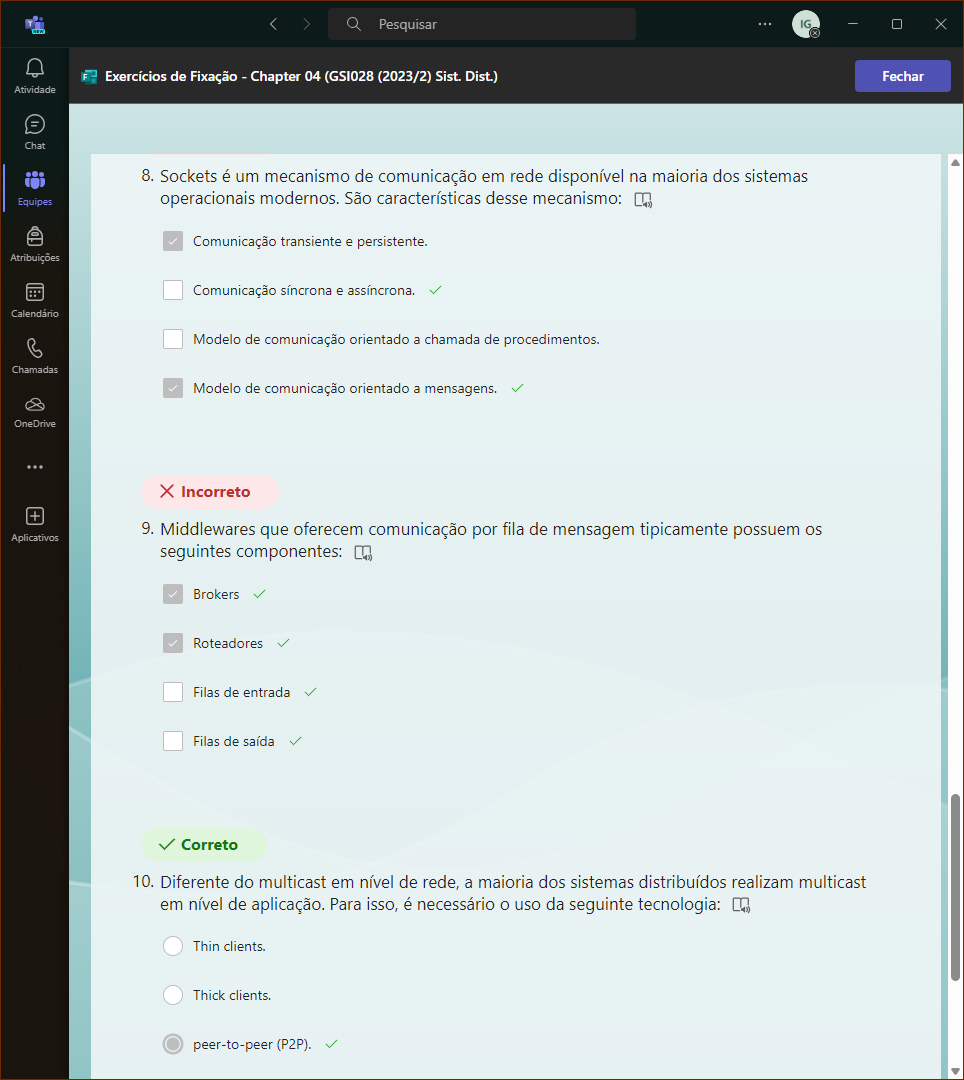 Pesquisar
IG
Atividade
Chat
Equipes
Atribuições
Calendário
Chamadas
OneDrive
Aplicativos
Exercícios de Fixação - Chapter 04 (GSI028 (2023/2) Sist. Dist.)
Fechar
8. Sockets é um mecanismo de comunicação em rede disponível na maioria dos sistemas
operacionais modernos. São características desse mecanismo:
Comunicação transiente e persistente.
Comunicação síncrona e assíncrona.
Modelo de comunicação orientado a chamada de procedimentos.
Modelo de comunicação orientado a mensagens.
Incorreto
9. Middlewares que oferecem comunicação por fila de mensagem tipicamente possuem os
seguintes componentes:
Brokers
Roteadores
Filas de entrada
Filas de saída
Correto
10. Diferente do multicast em nível de rede, a maioria dos sistemas distribuídos realizam multicast
em nível de aplicação. Para isso, é necessário o uso da seguinte tecnologia:
Thin clients.
Thick clients.
peer-to-peer (P2P).